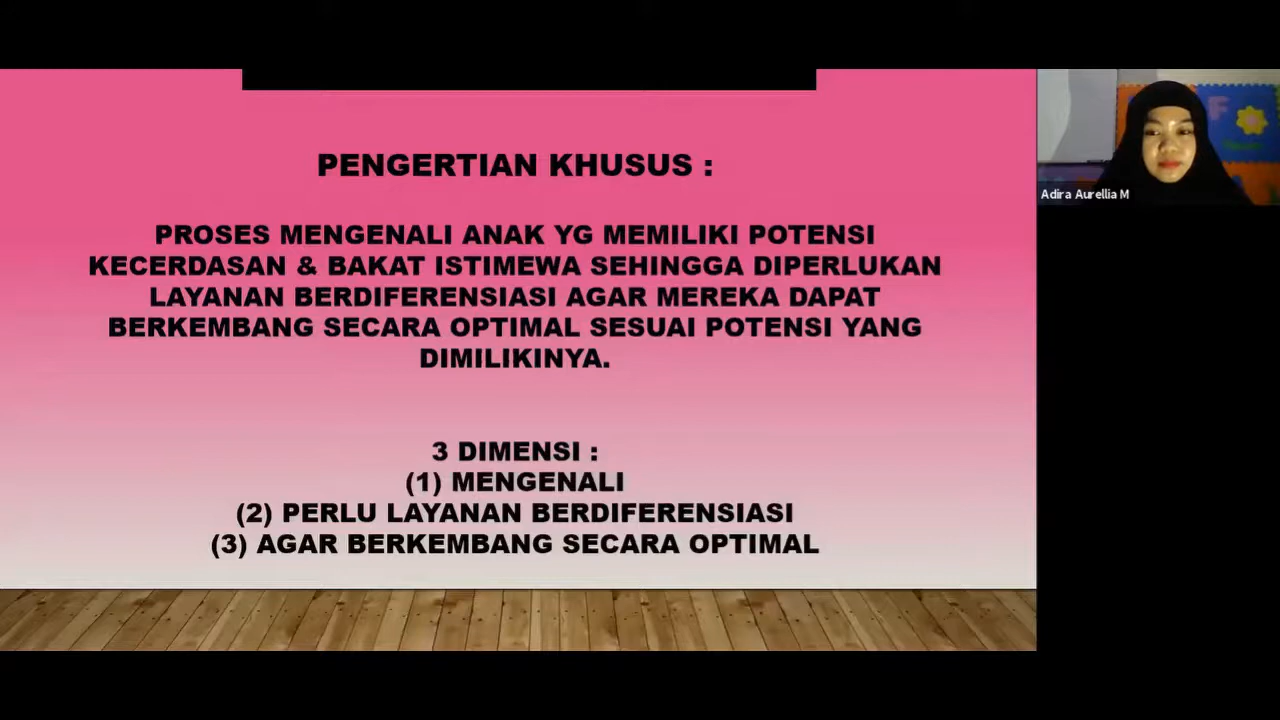 PENGERTIAN KHUSUS :
PROSES MENGENALI ANAK YG MEMILIKI POTENSI
KECERDASAN & BAKAT ISTIMEWA SEHINGGA DIPERLUKAN
LAYANAN BERDIFERENSIASI AGAR MEREKA DAPAT
BERKEMBANG SECARA OPTIMAL SESUAI POTENSI YANG
DIMILIKINYA.
3 DIMENSI :
(1) MENGENALI
(2) PERLU LAYANAN BERDIFERENSIASI
(3) AGAR BERKEMBANG SECARA OPTIMAL
Adira Aurellia M
F